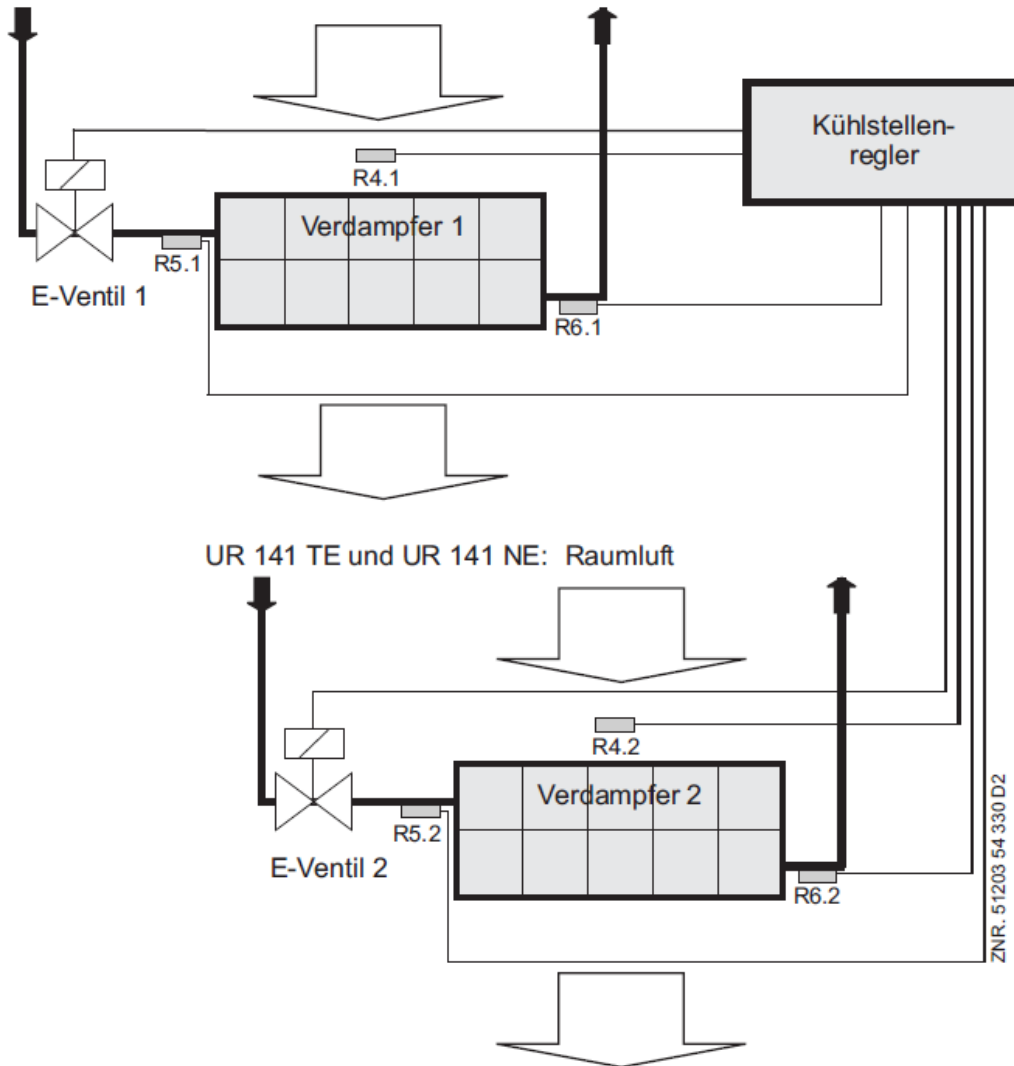 Kühlstellen-
regler
R4.1
Verdampfer 1
R5.1
E-Ventil 1
R6.1
UR 141 TE und UR 141 NE: Raumluft
R4.2
Verdampfer 2
R5.2
E-Ventil 2
R6.2
ZNR. 51203 54 330 D2